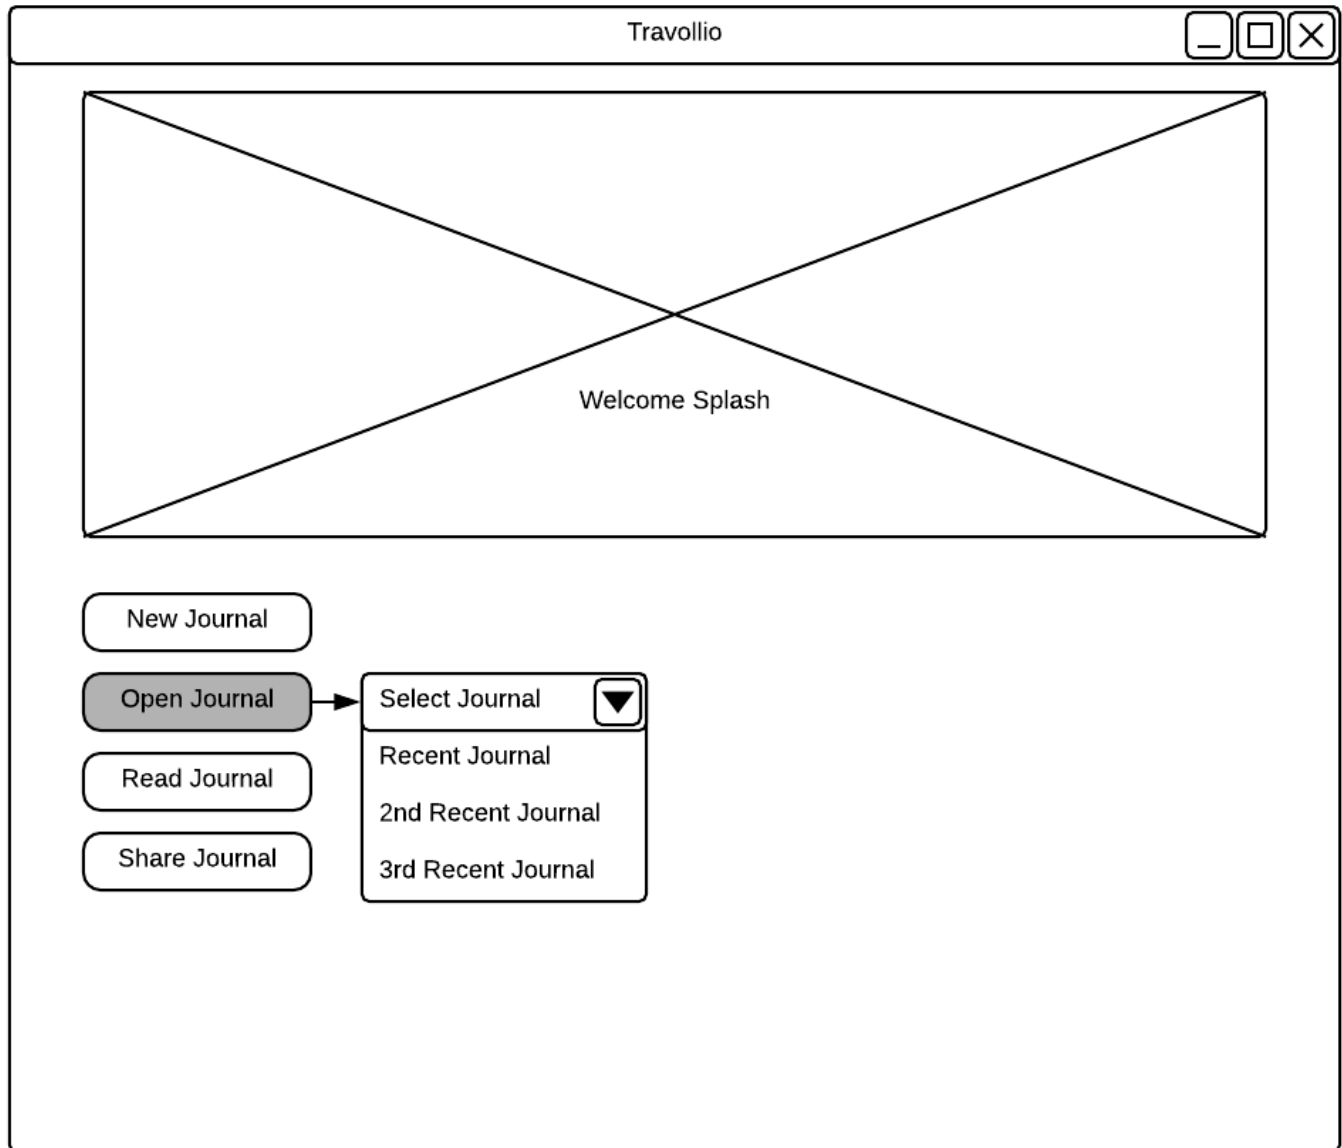 Travollio
Welcome Splash
New Journal
Open Journal
Select Journal
Recent Journal
Read Journal
2nd Recent Journal
Share Journal
3rd Recent Journal